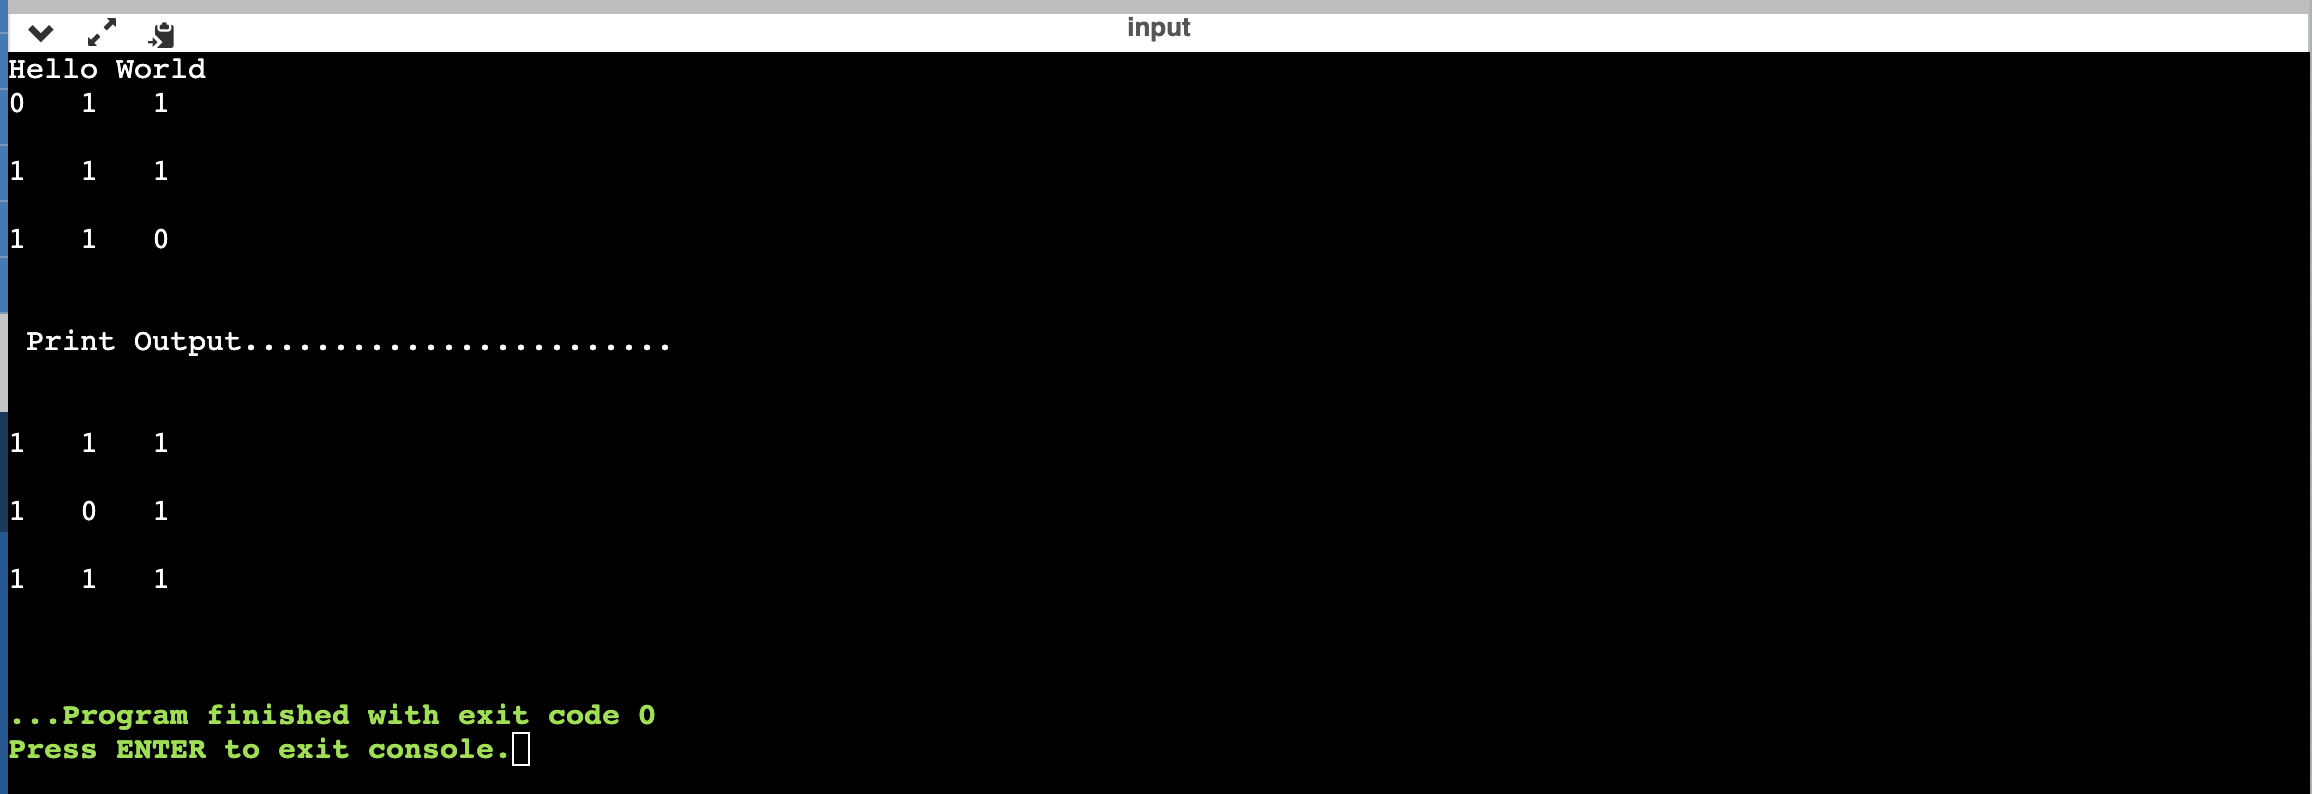 input
Hello World
0   1   1
1   1   1
1   1   0
Print Output........................
1   1   1
1   0   1
1   1   1
...Program finished with exit code 0
Press ENTER to exit console.